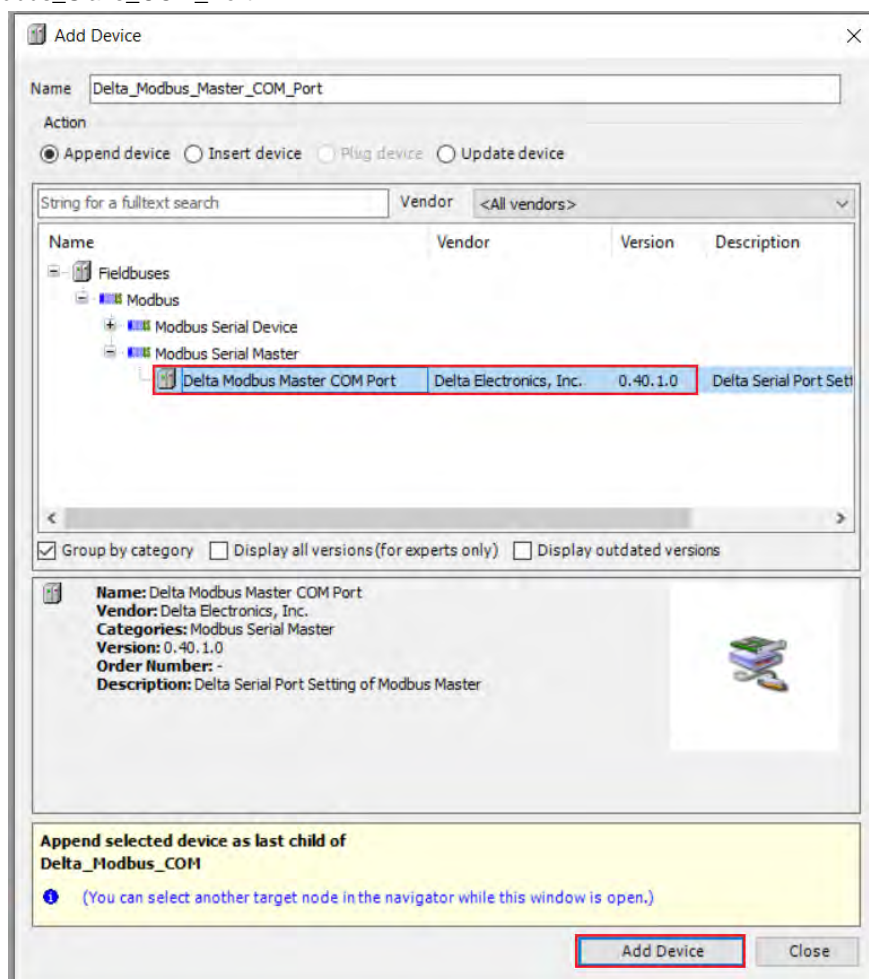 Add Device
Name Delta_Modbus_Master_COM_Port
Action
Append device Insert device Plug device Update device
String for a fulltext search Vendor <All vendors>
Name Vendor Version Description
Fieldbuses
Modbus
Modbus Serial Device
Modbus Serial Master
Delta Modbus Master COM Port Delta Electronics, Inc. 0.40.1.0 Delta Serial Port Sett
Group by category Display all versions (for experts only) Display outdated versions
Name: Delta Modbus Master COM Port
Vendor: Delta Electronics, Inc.
Categories: Modbus Serial Master
Version: 0.40.1.0
Order Number: -
Description: Delta Serial Port Setting of Modbus Master
Append selected device as last child of
Delta_Modbus_COM
(You can select another target node in the navigator while this window is open.)
Add Device Close